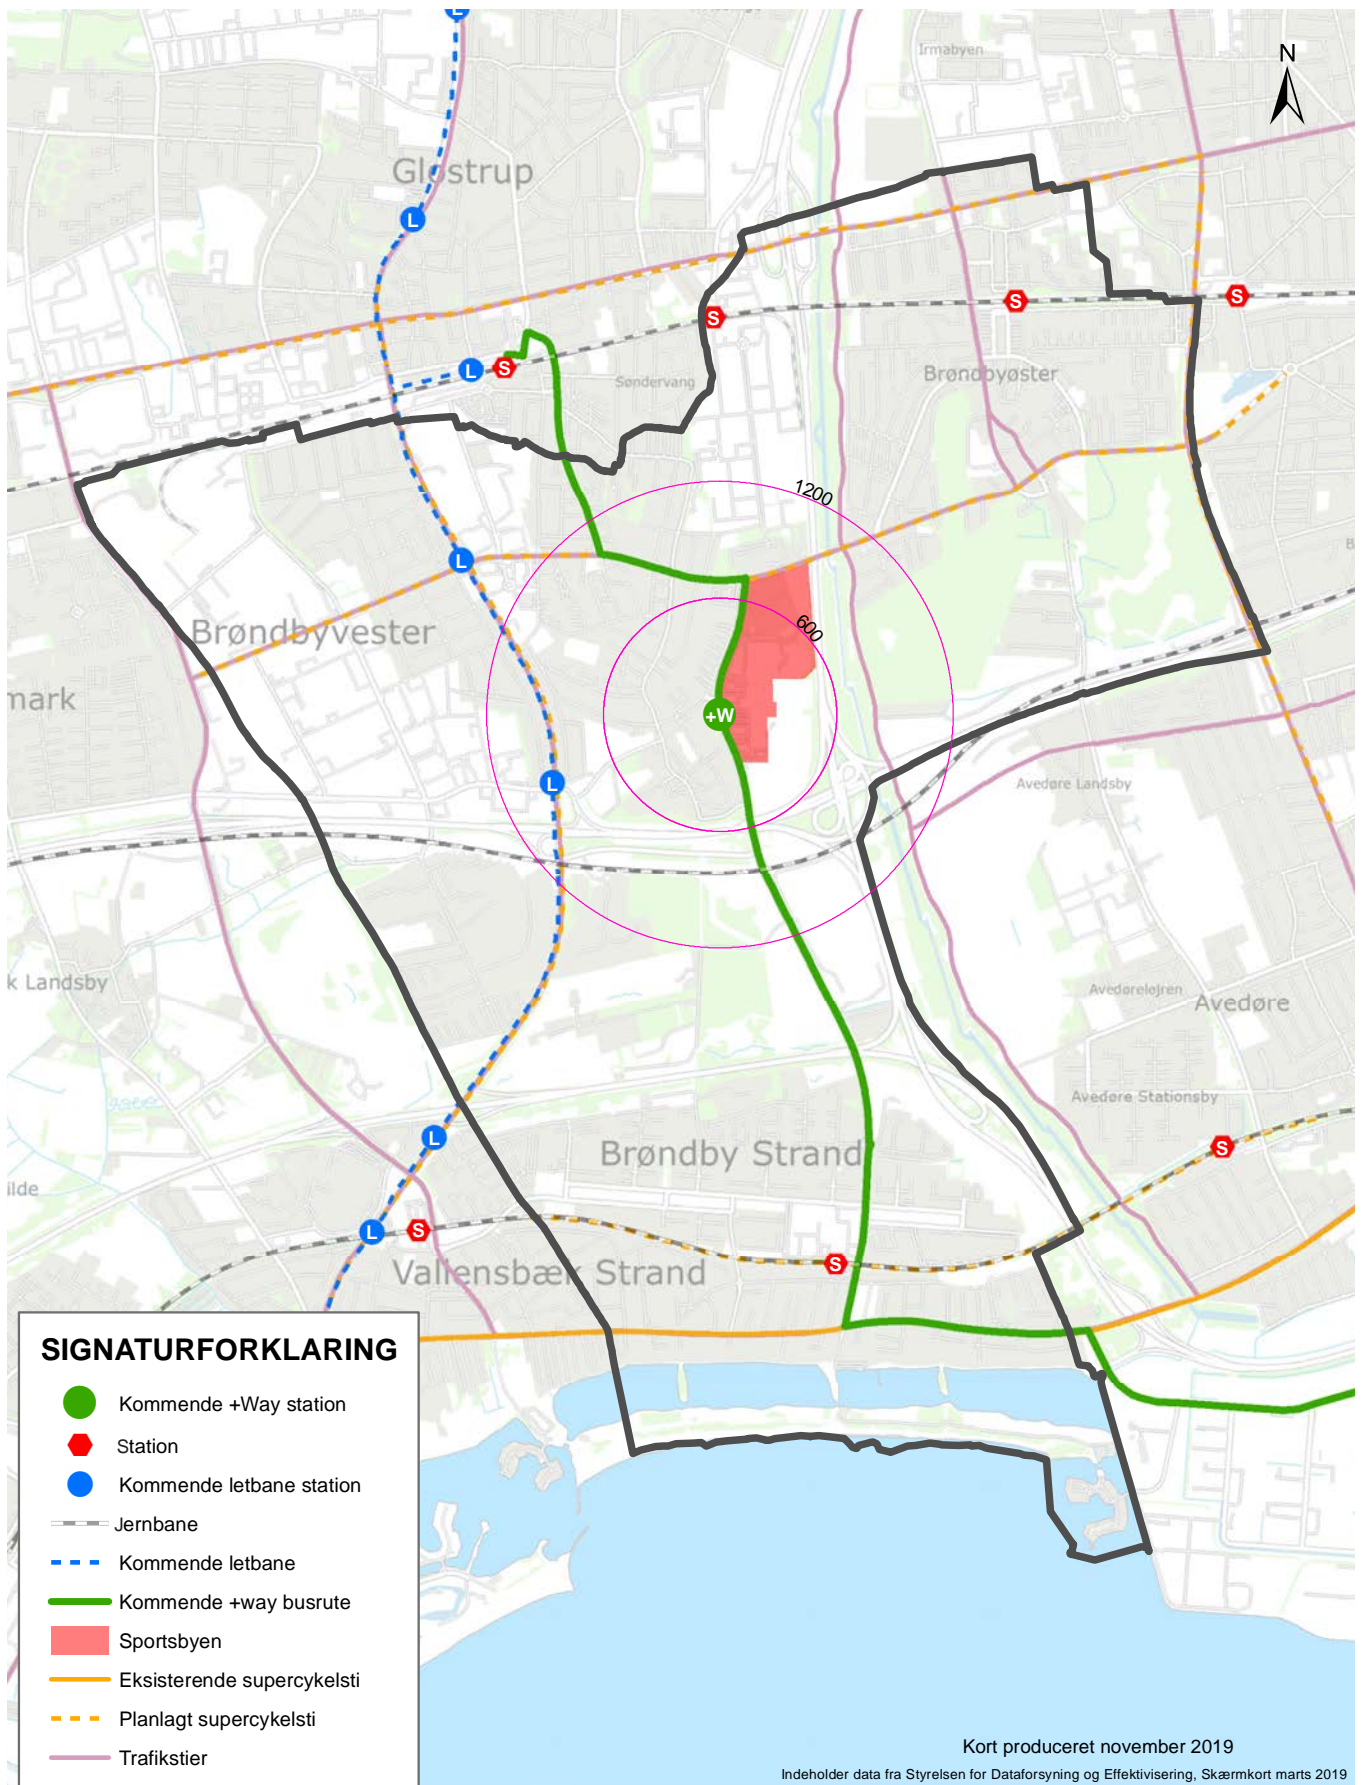 L
Irmabyen
N
Glostrup
L
S
S
S
L
S
Søndervang
Brøndbyøster
1200
L
600
Brøndbyvester
mark
+W
L
Avedøre Landsby
k Landsby
Avedørelejren
Avedøre
Avedøre Stationsby
L
S
Brøndby Strand
ilde
L
S
S
Vallensbæk Strand
SIGNATURFORKLARING
Kommende +Way station
Station
Kommende letbane station
Jernbane
Kommende letbane
Kommende +way busrute
Sportsbyen
Eksisterende supercykelsti
Planlagt supercykelsti
Trafikstier
Kort produceret november 2019
Indeholder data fra Styrelsen for Dataforsyning og Effektivisering, Skærmkort marts 2019